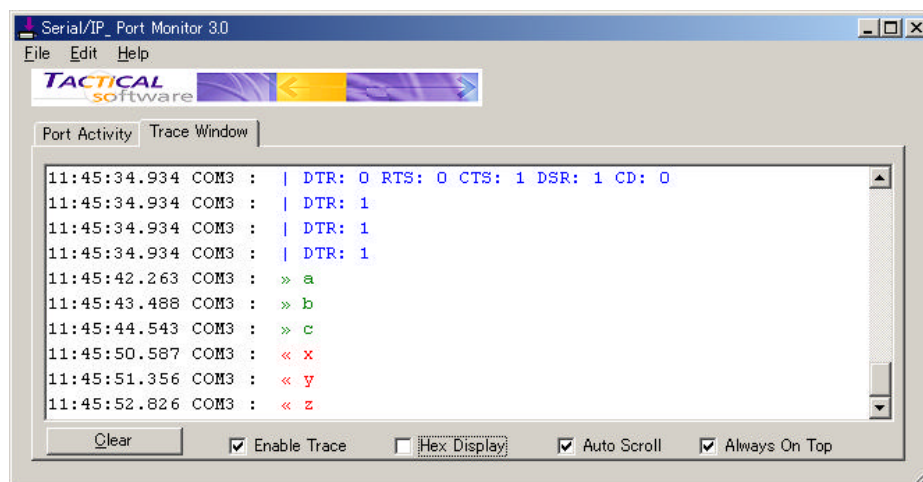 Serial/IP_ Port Monitor 3.0
File Edit Help
TACTICAL
software
Port Activity Trace Window
11:45:34.934 COM3 : | DTR: 0 RTS: 0 CTS: 1 DSR: 1 CD: 0
11:45:34.934 COM3 : | DTR: 1
11:45:34.934 COM3 : | DTR: 1
11:45:34.934 COM3 : | DTR: 1
11:45:42.263 COM3 : » a
11:45:43.488 COM3 : » b
11:45:44.543 COM3 : » c
11:45:50.587 COM3 : « x
11:45:51.356 COM3 : « y
11:45:52.826 COM3 : « z
Clear Enable Trace Hex Display Auto Scroll Always On Top